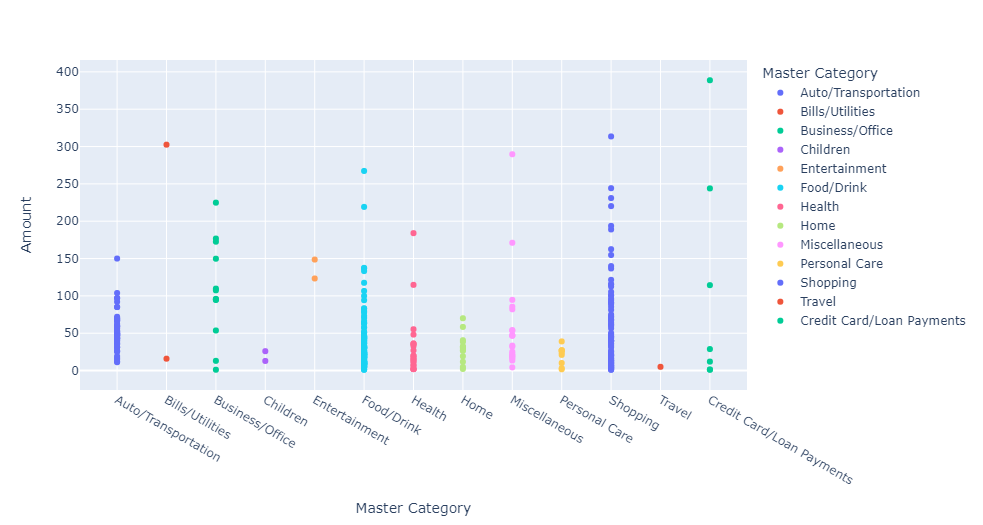 400
350
300
250
200
150
100
50
0
Amount
Auto/Transportation
Bills/Utilities
Business/Office
Children
Entertainment
Food/Drink
Health
Home
Miscellaneous
Personal Care
Shopping
Travel
Credit Card/Loan Payments
Master Category
Master Category
Auto/Transportation
Bills/Utilities
Business/Office
Children
Entertainment
Food/Drink
Health
Home
Miscellaneous
Personal Care
Shopping
Travel
Credit Card/Loan Payments